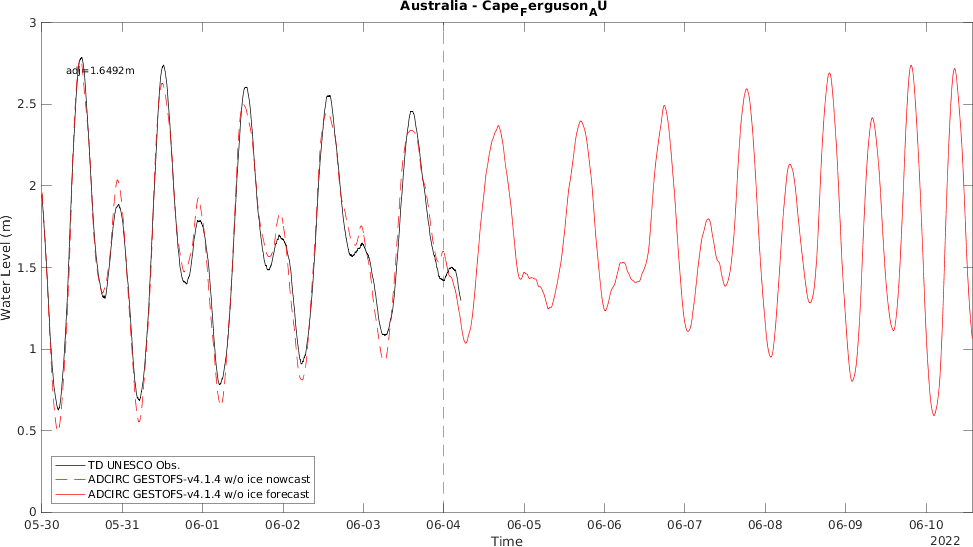 Australia - CapeFergusonAU
3
adj=1.6492m
2.5
2
Water Level (m)
1.5
1
0.5
TD UNESCO Obs.
ADCIRC GESTOFS-v4.1.4 w/o ice nowcast
ADCIRC GESTOFS-v4.1.4 w/o ice forecast
0
05-30 05-31 06-01 06-02 06-03 06-04 06-05 06-06 06-07 06-08 06-09 06-10
Time
2022